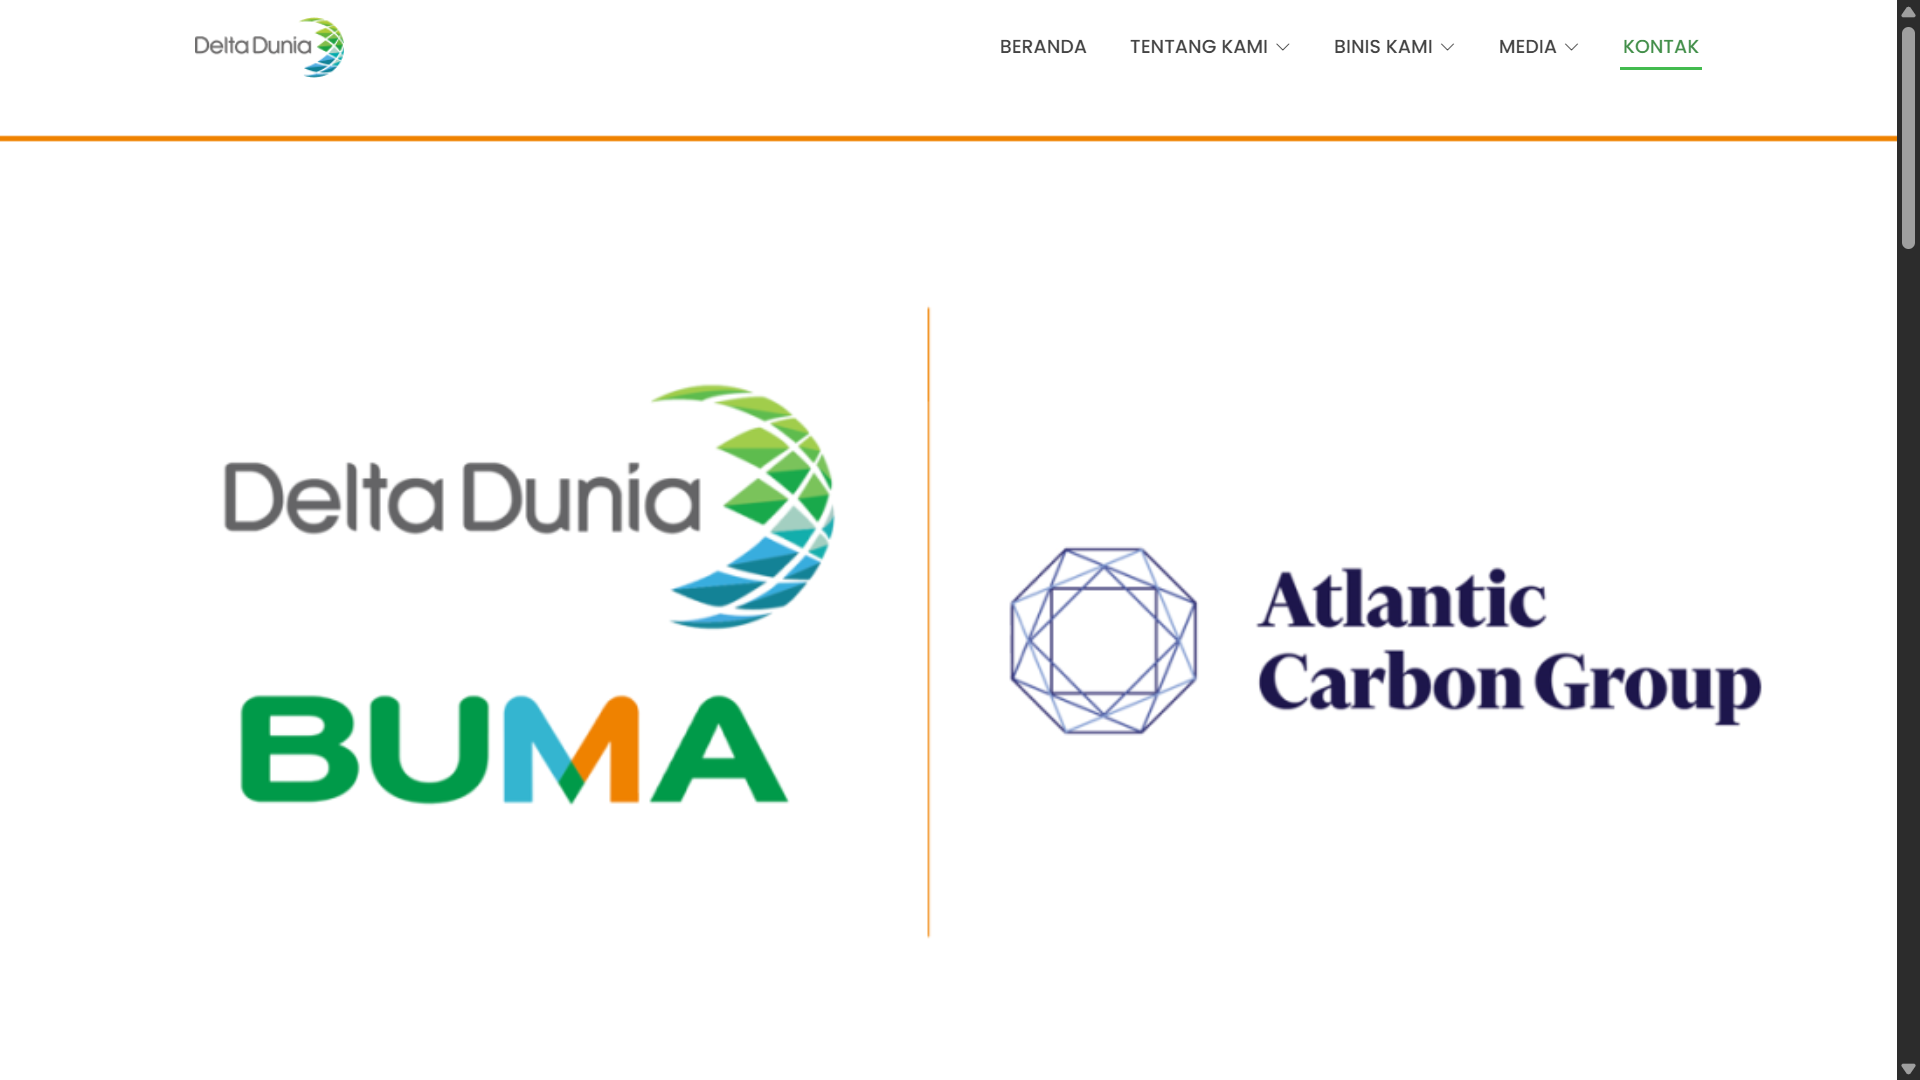 Delta Dunia
BERANDA
TENTANG KAMI
BINIS KAMI
MEDIA
KONTAK
Delta Dunia
BUMA
Atlantic
Carbon Group